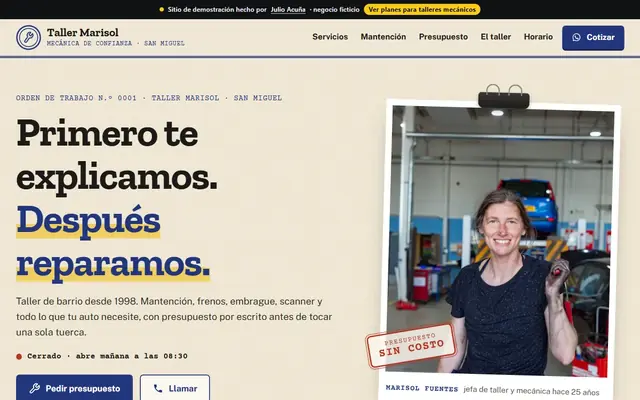 Sitio de demostración hecho por Julio Acuña · negocio ficticio Ver planes para talleres mecánicos
Taller Marisol
MECÁNICA DE CONFIANZA · SAN MIGUEL
Servicios Mantención Presupuesto El taller Horario Cotizar
ORDEN DE TRABAJO N.º 0001 · TALLER MARISOL · SAN MIGUEL
Primero te
explicamos.
Después
reparamos.
Taller de barrio desde 1998. Mantención, frenos, embrague, scanner y
todo lo que tu auto necesite, con presupuesto por escrito antes de tocar
una sola tuerca.
Cerrado · abre mañana a las 08:30
Pedir presupuesto Llamar
PRESUPUESTO
SIN COSTO
MARISOL FUENTES jefa de taller y mecánica hace 25 años